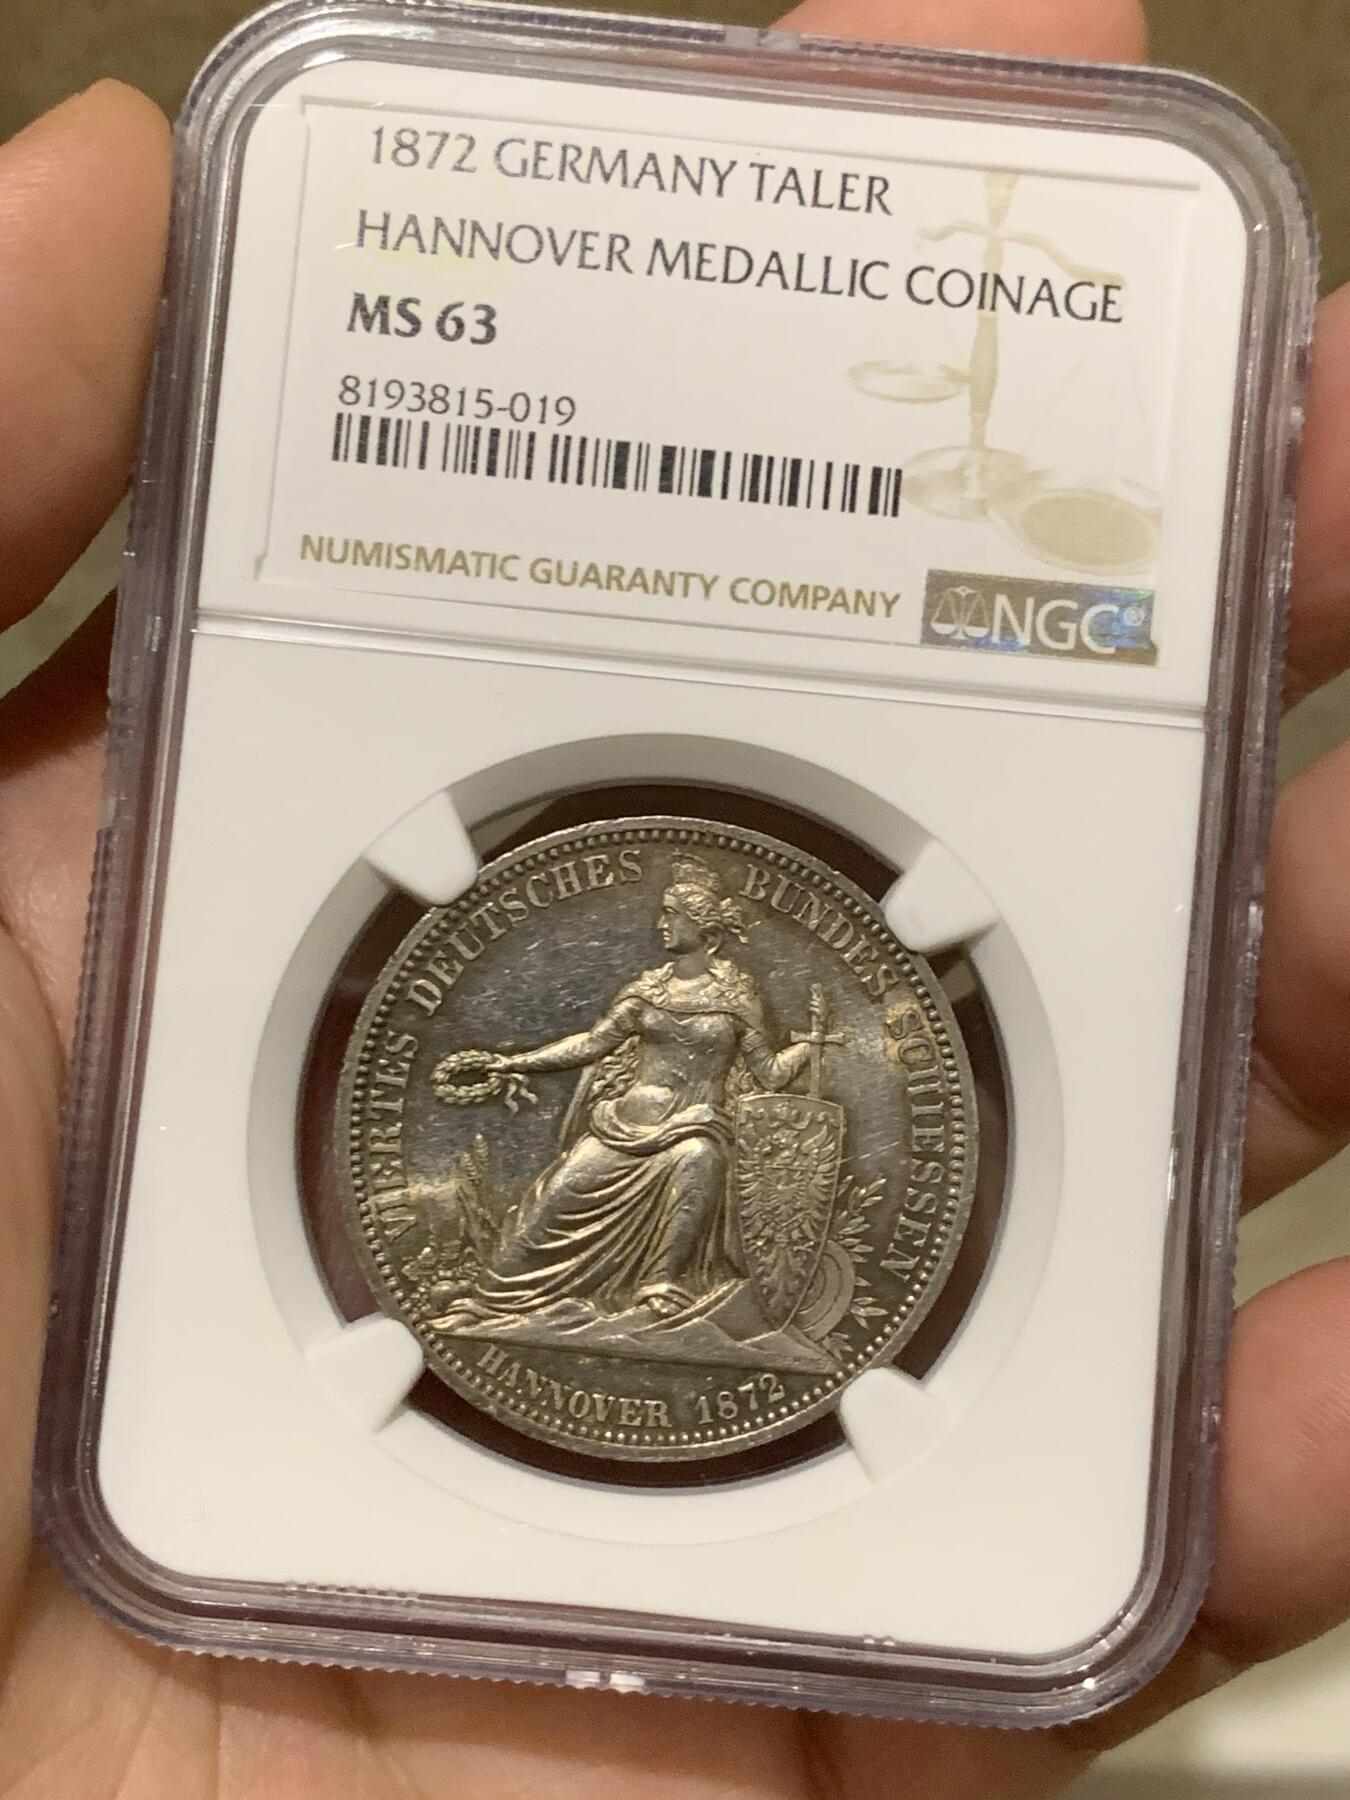 1872 GERMANY TALER
HANNOVER MEDALLIC COINAGE
MS 63
8193815-019
NUMISMATIC GUARANTY COMPANY
NGC®
VIERTES DEUTSCHES BUNDES SCHIESSEN
HANNOVER 1872